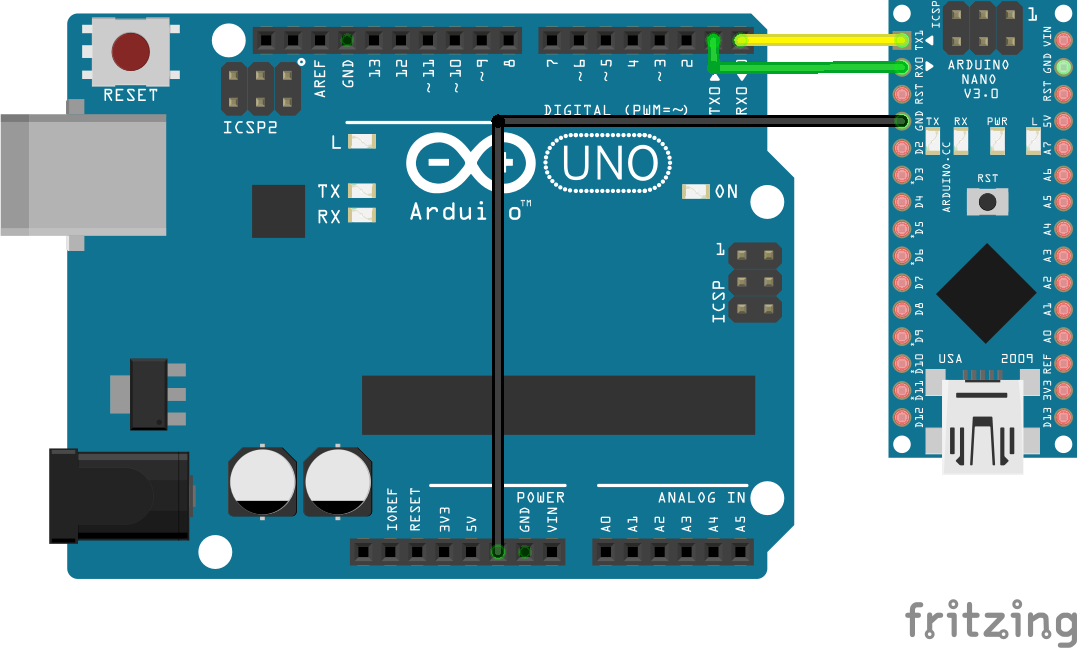 RESET
ICSP2
AREF
GND
13
12
~11
~10
~9
8
7
~6
~5
4
~3
2
TX0
RX0
DIGITAL (PWM=~)
L
TX
RX
UNO
Arduino™
ON
1
ICSP
IOREF
RESET
3V3
5V
GND
VIN
POWER
ANALOG IN
A0
A1
A2
A3
A4
A5
ICSP
1
ARDUINO
NANO
V3.0
TX1
RX0
RST
GND
D2
D3
D4
D5
D6
D7
D8
D9
D10
D11
D12
VIN
GND
RST
5V
A7
A6
A5
A4
A3
A2
A1
A0
REF
3V3
D13
TX
RX
PWR
L
ARDUINO.CC
RST
USA
2009
fritzing